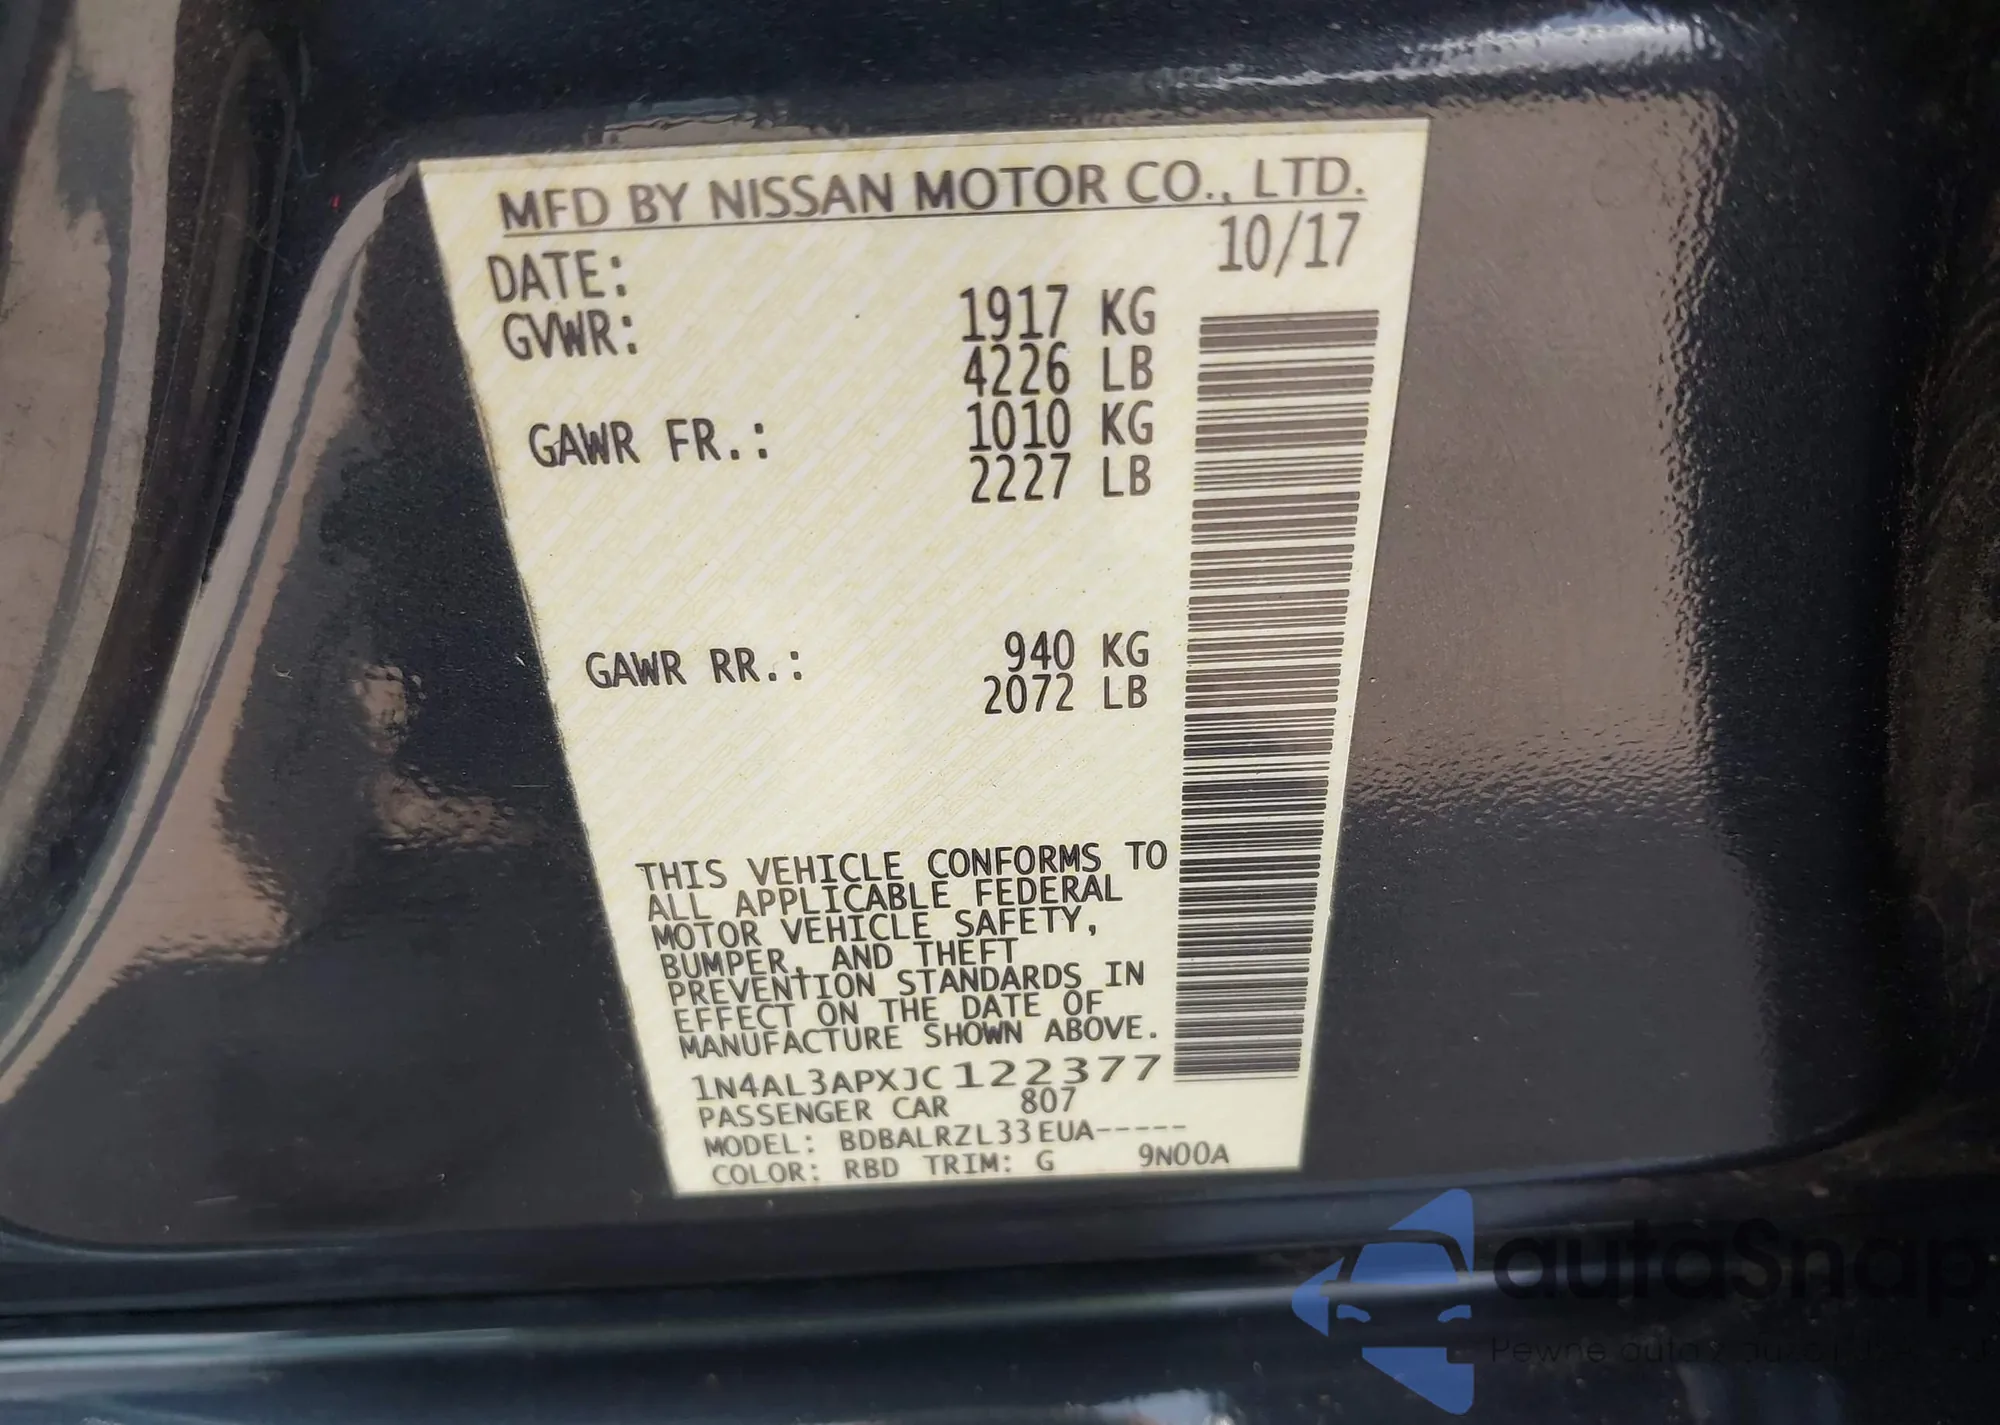 MFD BY NISSAN MOTOR CO., LTD.
DATE: 10/17
GVWR: 1917 KG
4226 LB
GAWR FR.: 1010 KG
2227 LB
GAWR RR.: 940 KG
2072 LB
THIS VEHICLE CONFORMS TO
ALL APPLICABLE FEDERAL
MOTOR VEHICLE SAFETY,
BUMPER, AND THEFT
PREVENTION STANDARDS IN
EFFECT ON THE DATE OF
MANUFACTURE SHOWN ABOVE.
1N4AL3APXJC122377
PASSENGER CAR 807
MODEL: BDBALRZL33EUA-----
COLOR: RBD TRIM: G 9N00A
autaSnap
Pewne auta z